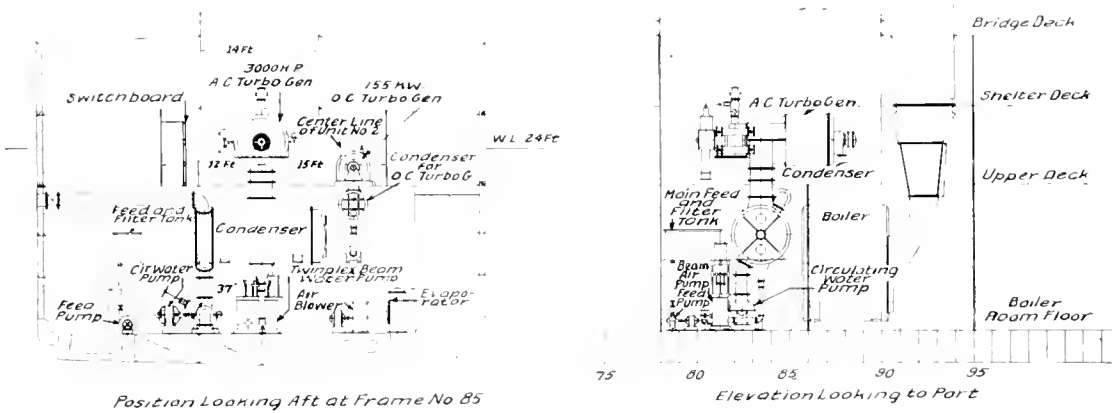 14 Ft
3000 H.P.
A C Turbo Gen
155 KW
D C Turbo Gen
Switchboard
Center Line
of Unit No 2
W L 24 Ft
12 Ft
15 Ft
Condenser
for
D C Turbo G
Feed and
Filter Tank
Condenser
Cir Water
Pump
37'
Twinplex Beam
Water Pump
Air
Blower
Evapo-
rator
Feed
Pump
Position Looking Aft at Frame No 85
Bridge Deck
A C Turbo Gen.
Shelter Deck
Condenser
Upper Deck
Main Feed
and
Filter
Tank
Boiler
Beam
Air
Pump
Feed
Pump
Circulating
Water
Pump
Boiler
Room Floor
75 80 85 90 95
Elevation Looking to Port